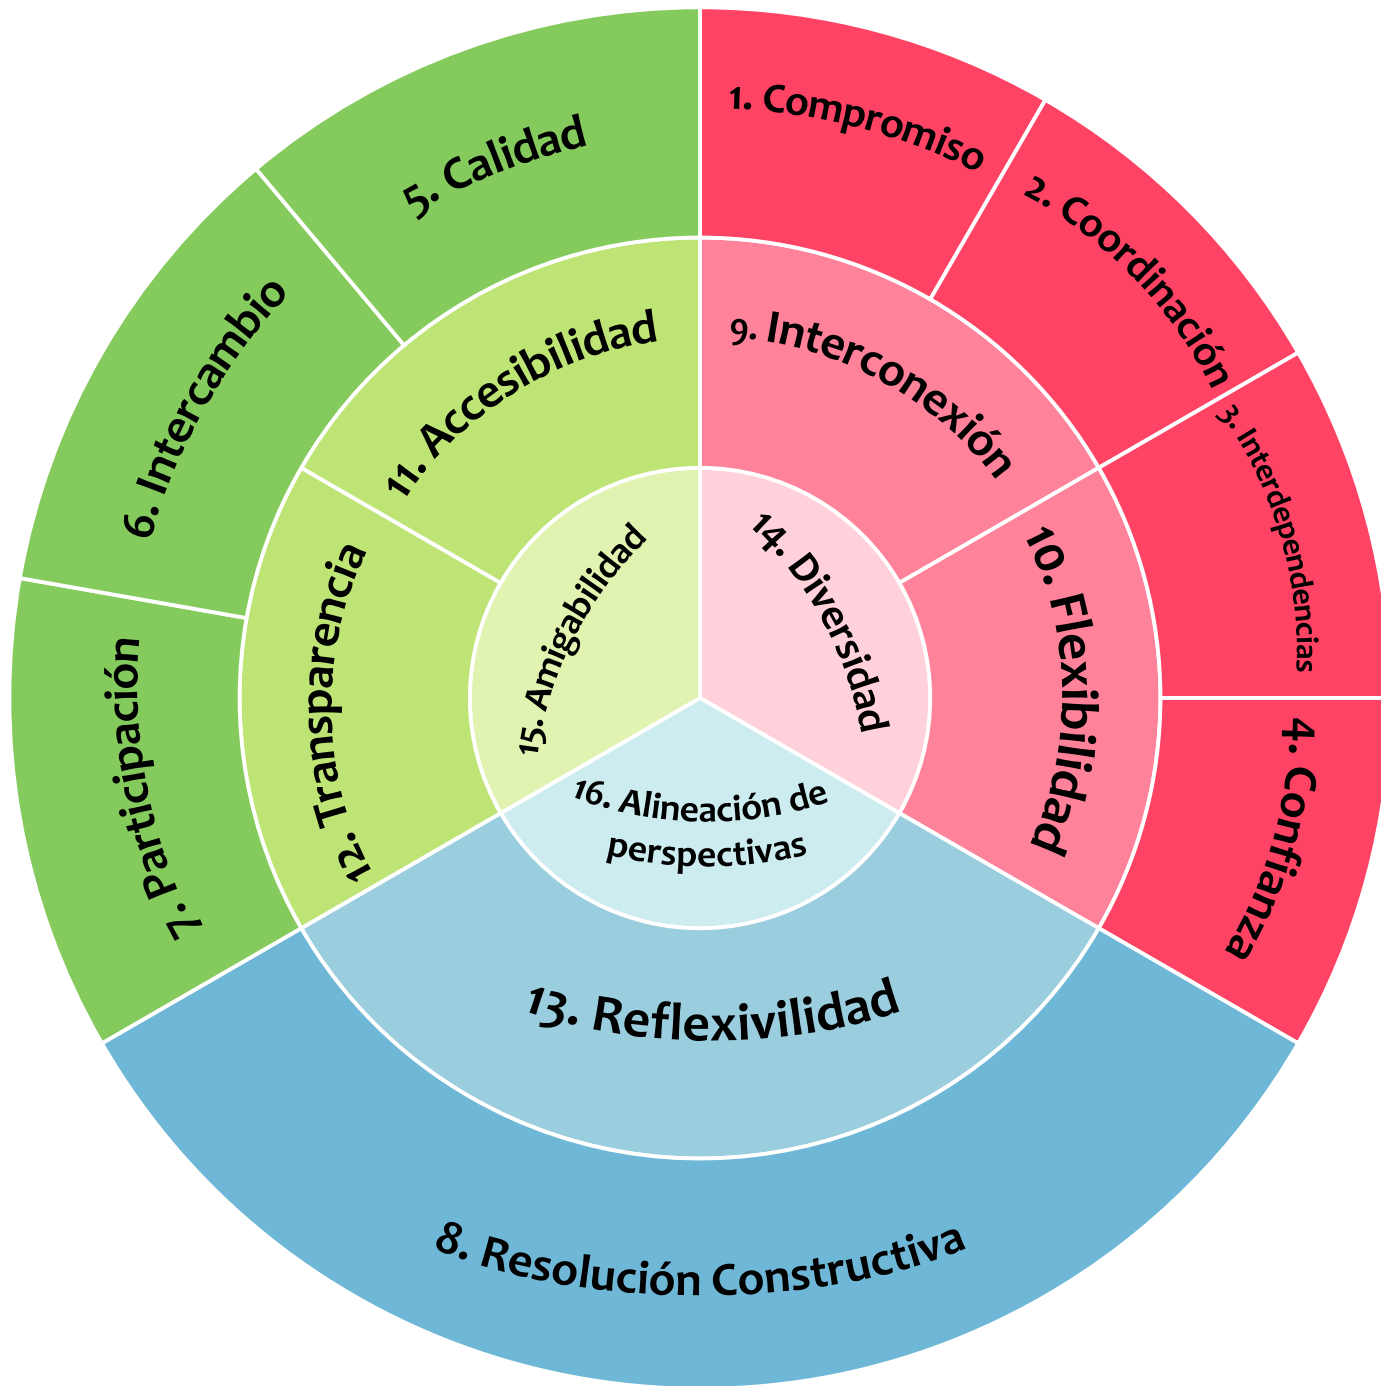 1. Compromiso
2. Coordinación
3. Interdependencias
4. Confianza
5. Calidad
6. Intercambio
7. Participación
8. Resolución Constructiva
9. Interconexión
10. Flexibilidad
11. Accesibilidad
12. Transparencia
13. Reflexivilidad
14. Diversidad
15. Amigabilidad
16. Alineación de
perspectivas